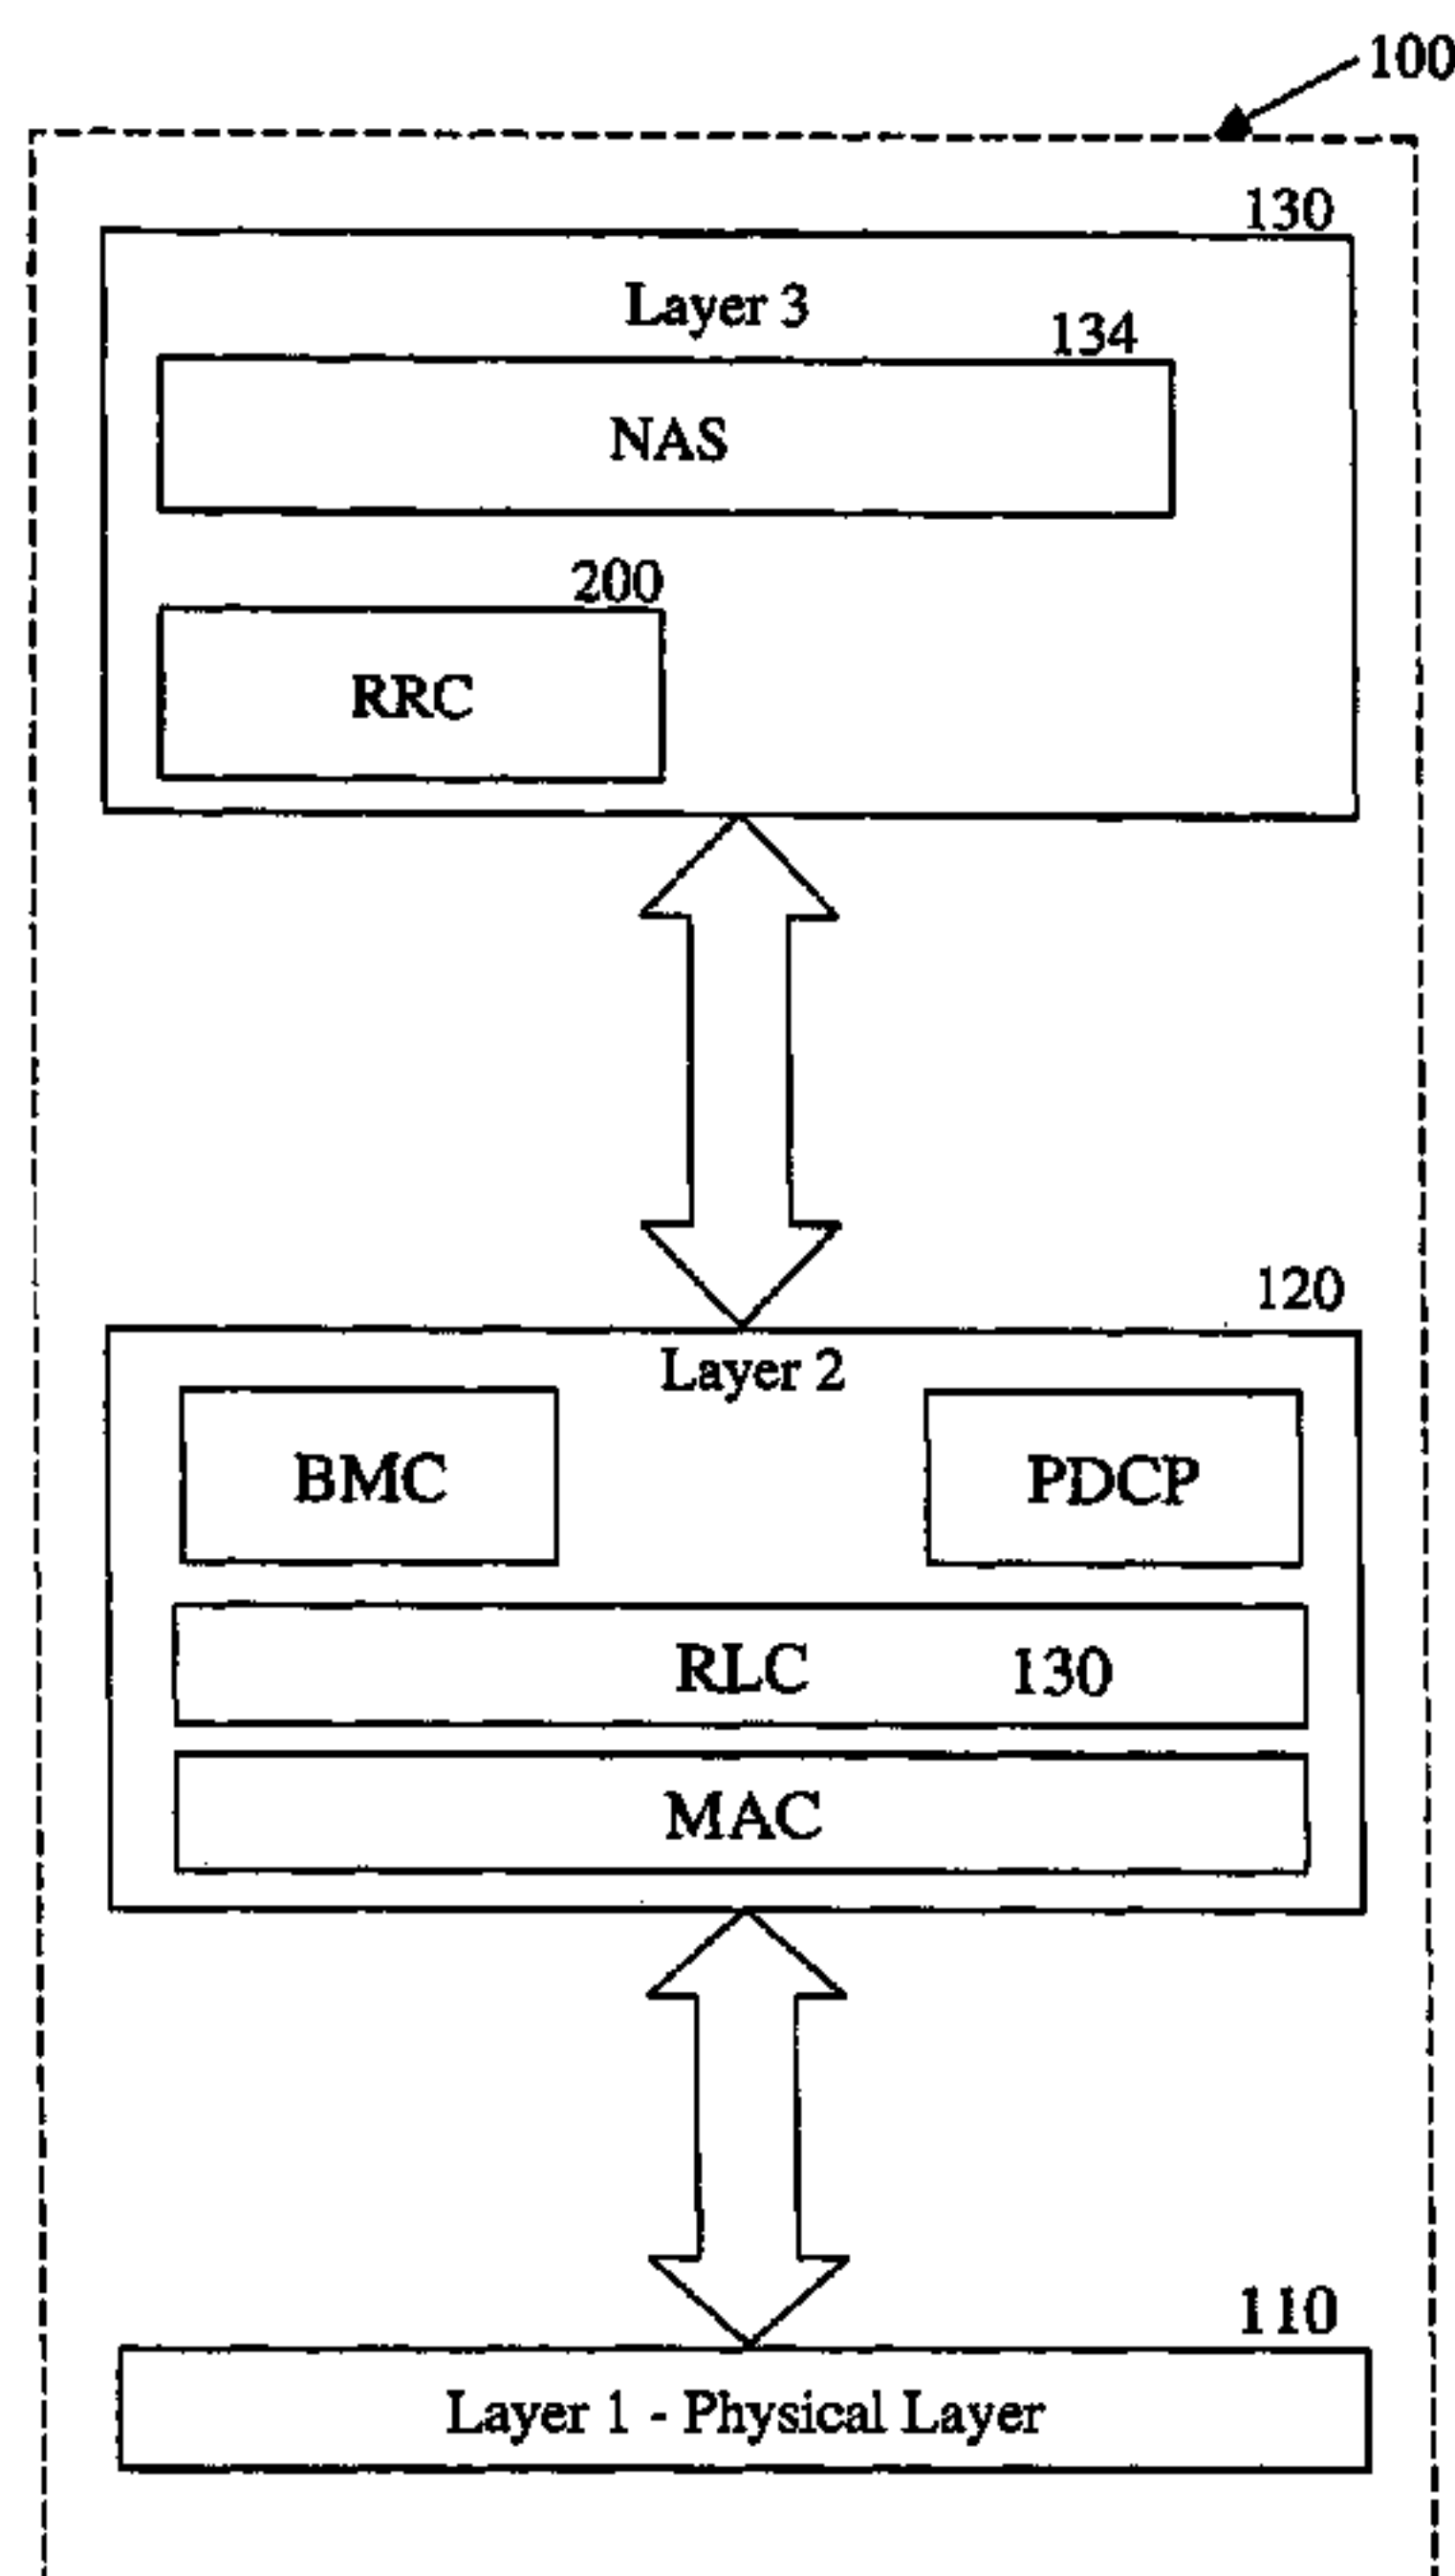 100
130
Layer 3
134
NAS
200
RRC
120
Layer 2
BMC
PDCP
RLC 130
MAC
110
Layer 1 - Physical Layer